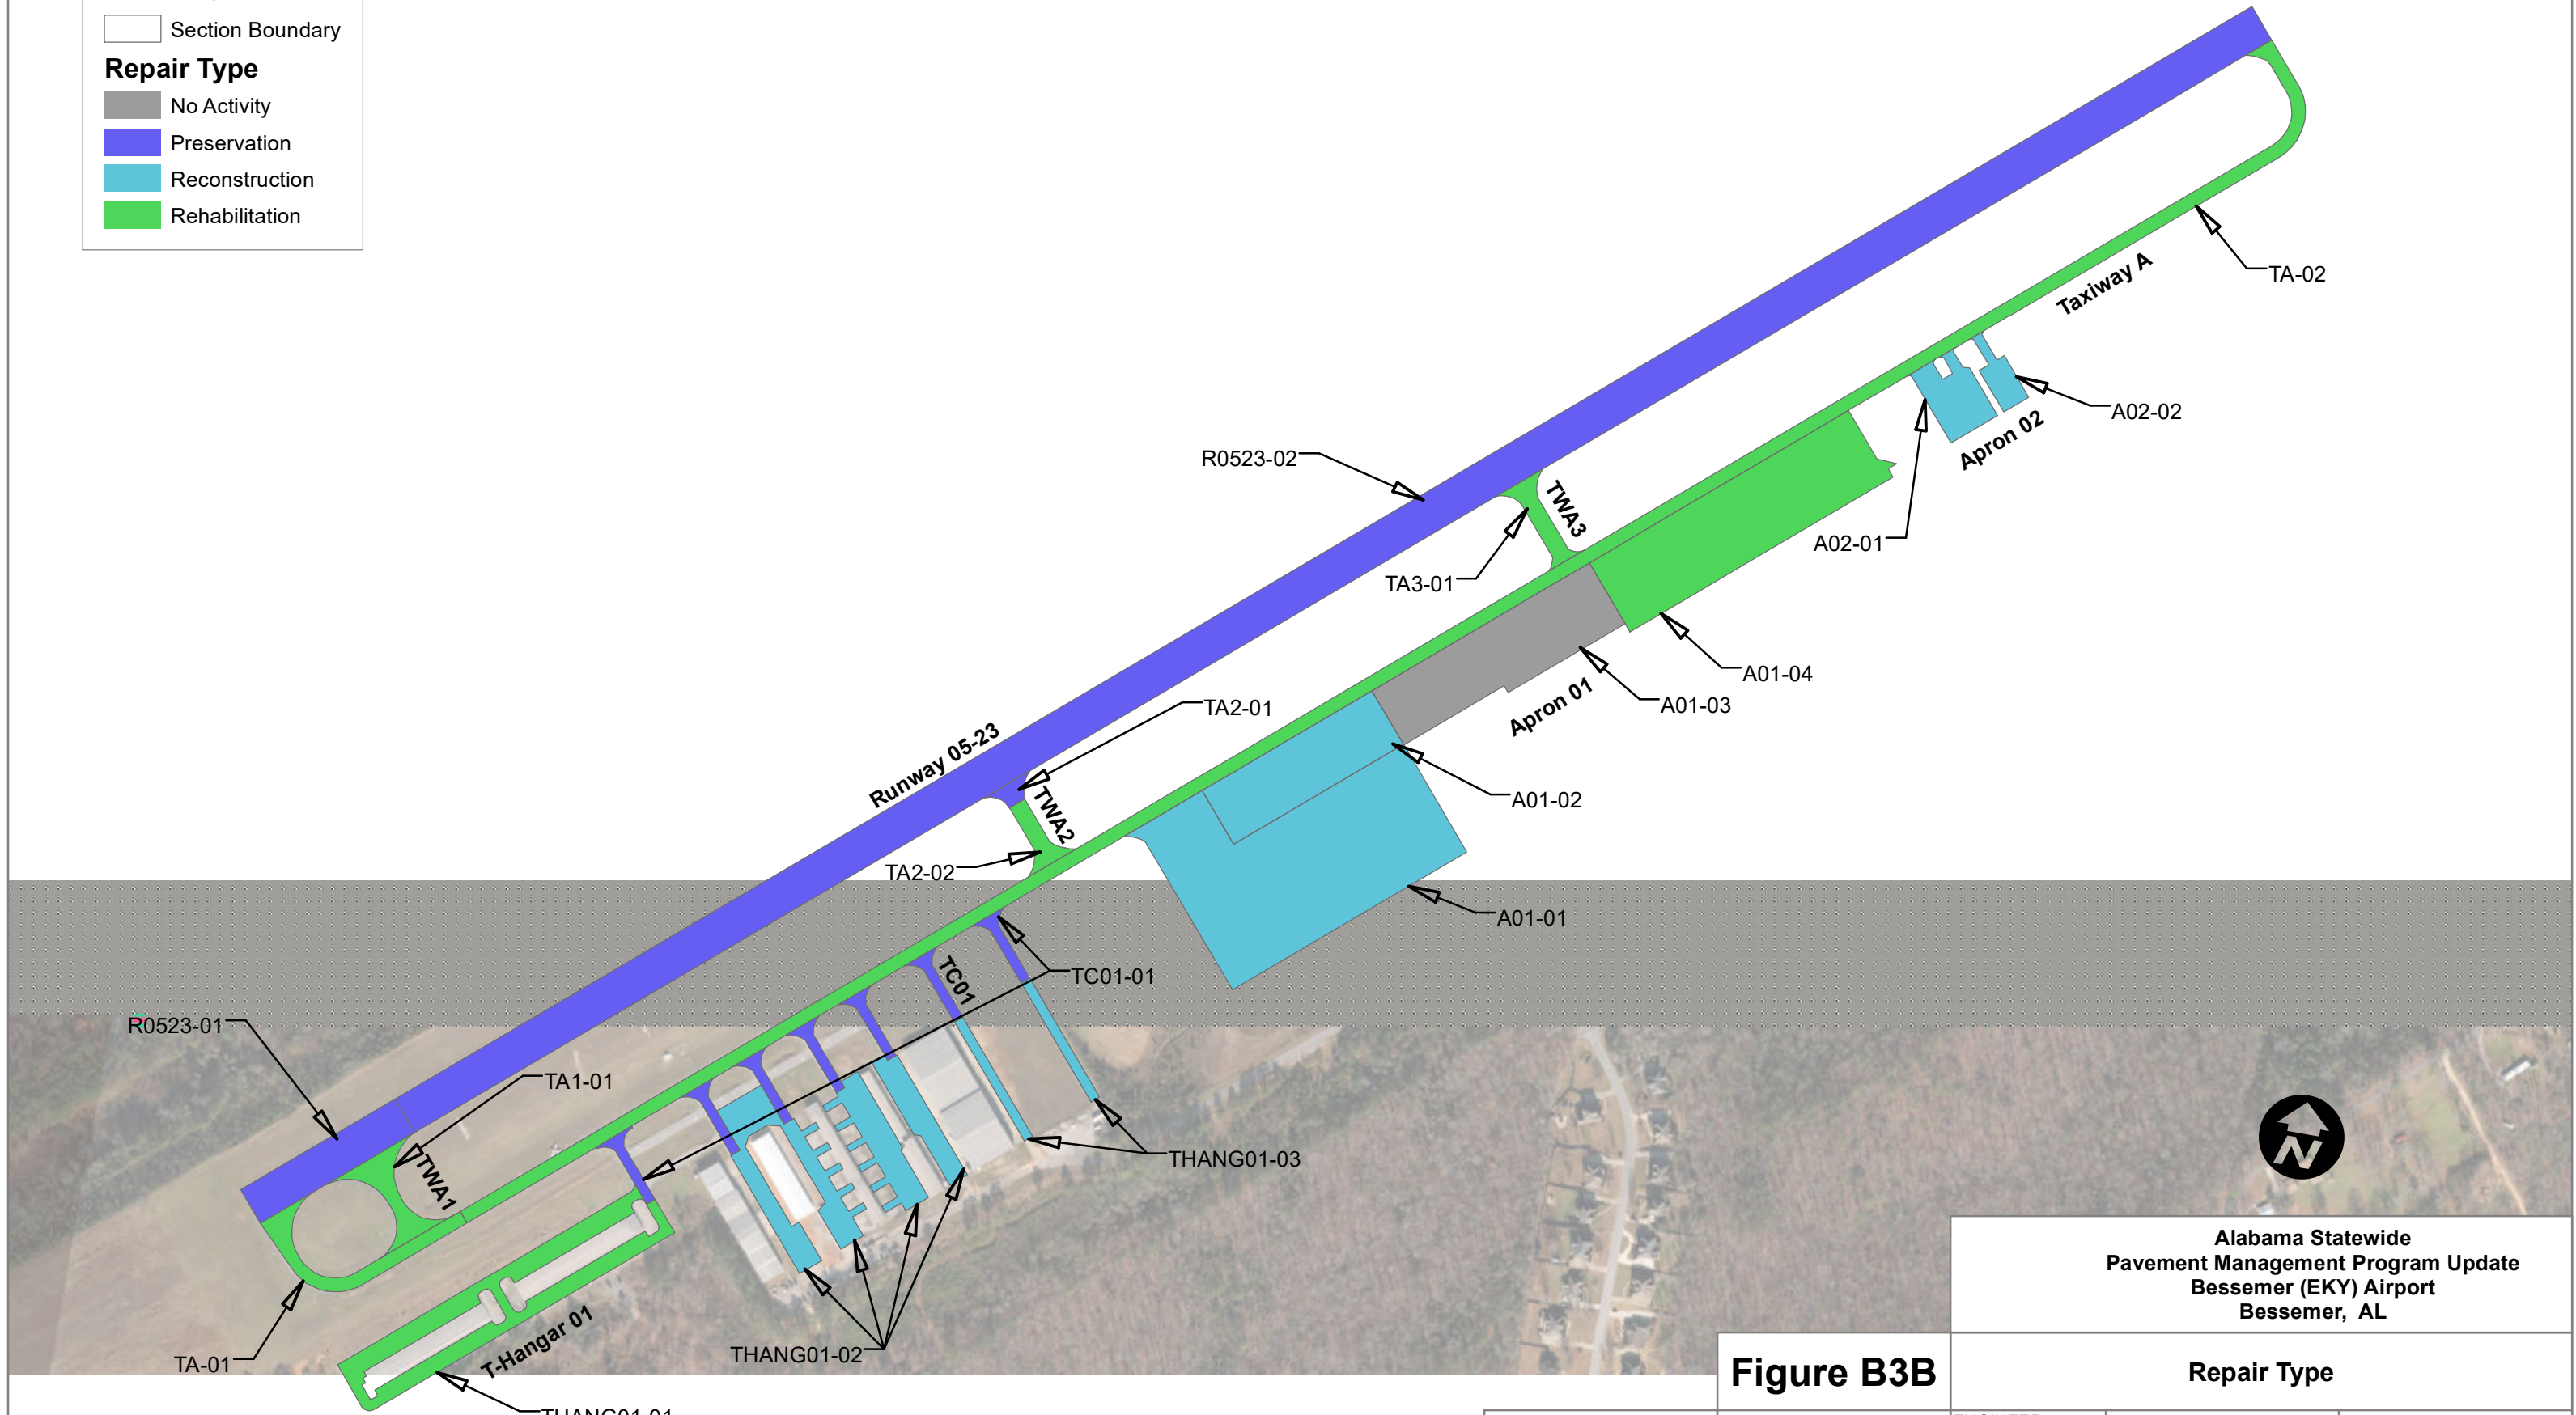 Section Boundary
Repair Type
No Activity
Preservation
Reconstruction
Rehabilitation
TA-02
Taxiway A
A02-02
Apron 02
A02-01
R0523-02
TWA3
TA3-01
A01-04
A01-03
Apron 01
TA2-01
Runway 05-23
TWA2
A01-02
TA2-02
A01-01
TC01
TC01-01
R0523-01
TA1-01
TWA1
THANG01-03
THANG01-02
T-Hangar 01
TA-01
THANG01-01
N
Alabama Statewide
Pavement Management Program Update
Bessemer (EKY) Airport
Bessemer, AL
Figure B3B
Repair Type